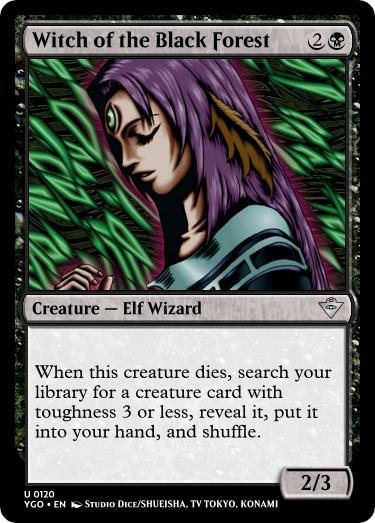 Witch of the Black Forest 2
Creature — Elf Wizard
When this creature dies, search your
library for a creature card with
toughness 3 or less, reveal it, put it
into your hand, and shuffle.
2/3
U 0120
YGO • EN Studio Dice/SHUEISHA, TV TOKYO, KONAMI